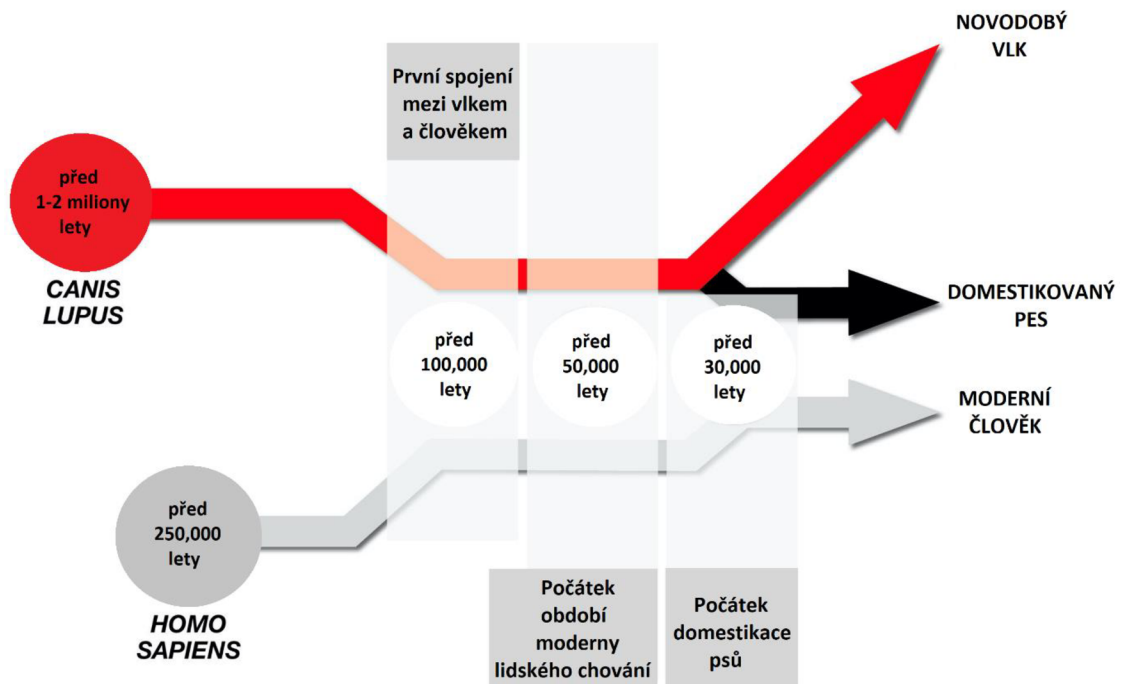 NOVODOBÝ
VLK
První spojení
mezi vlkem
a člověkem
před
1-2 miliony
lety
CANIS
LUPUS
DOMESTIKOVANÝ
PES
před
100,000
lety
před
50,000
lety
před
30,000
lety
MODERNÍ
ČLOVĚK
před
250,000
lety
HOMO
SAPIENS
Počátek
období
moderny
lidského chování
Počátek
domestikace
psů